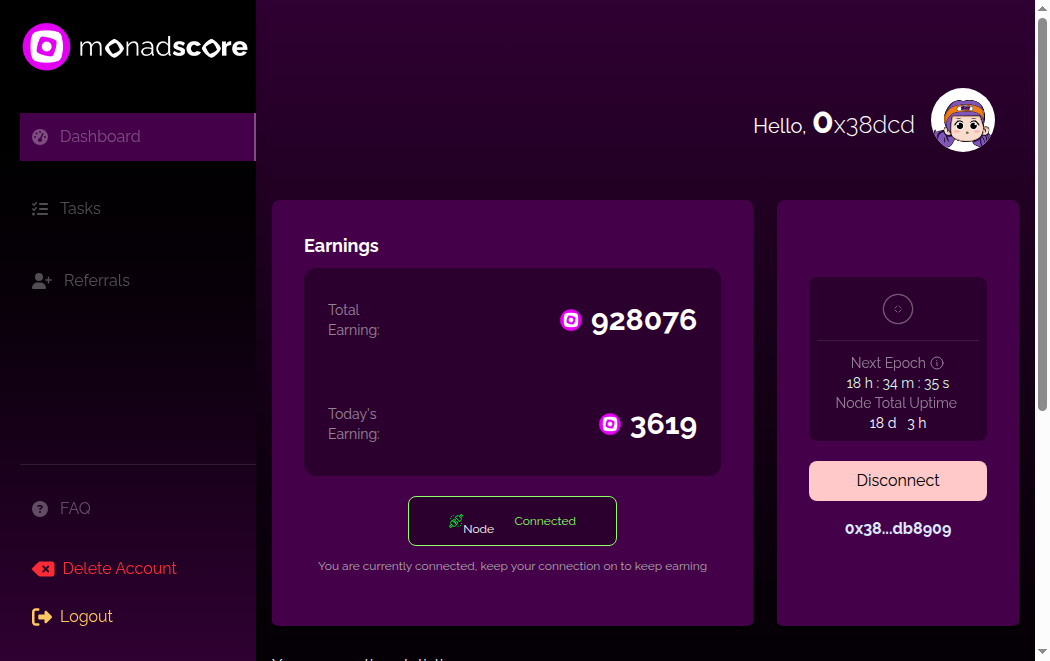 monadscore
Dashboard
Tasks
Referrals
FAQ
Delete Account
Logout
Hello, 0x38dcd
Earnings
Total
Earning:
928076
Today's
Earning:
3619
Node
Connected
You are currently connected, keep your connection on to keep earning
Next Epoch
18 h : 34 m : 35 s
Node Total Uptime
18 d 3 h
Disconnect
0x38...db8909